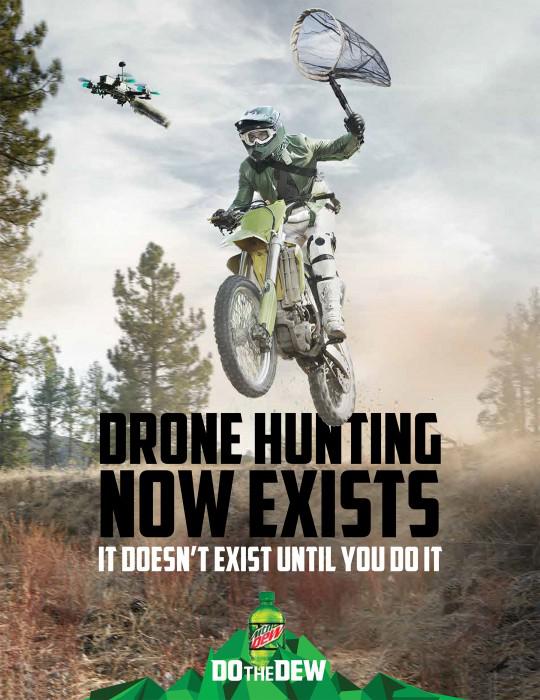 DRONE HUNTING
NOW EXISTS
IT DOESN'T EXIST UNTIL YOU DO IT
Mtn
DEW
DO THE DEW